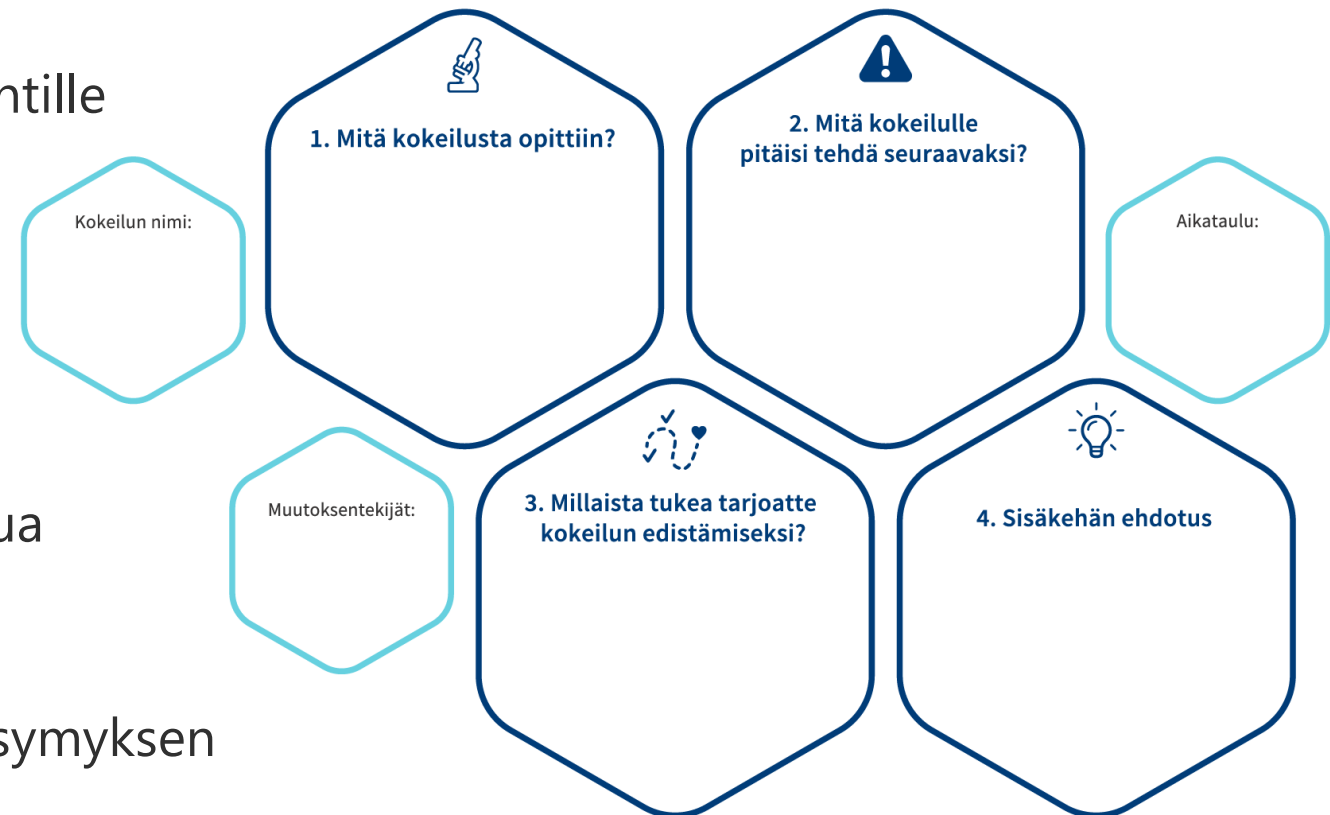 ntille
1. Mitä kokeilusta opittiin?
2. Mitä kokeilulle
pitäisi tehdä seuraavaksi?
Kokeilun nimi:
Aikataulu:
Muutoksentekijät:
3. Millaista tukea tarjoatte
kokeilun edistämiseksi?
4. Sisäkehän ehdotus
ua
symyksen